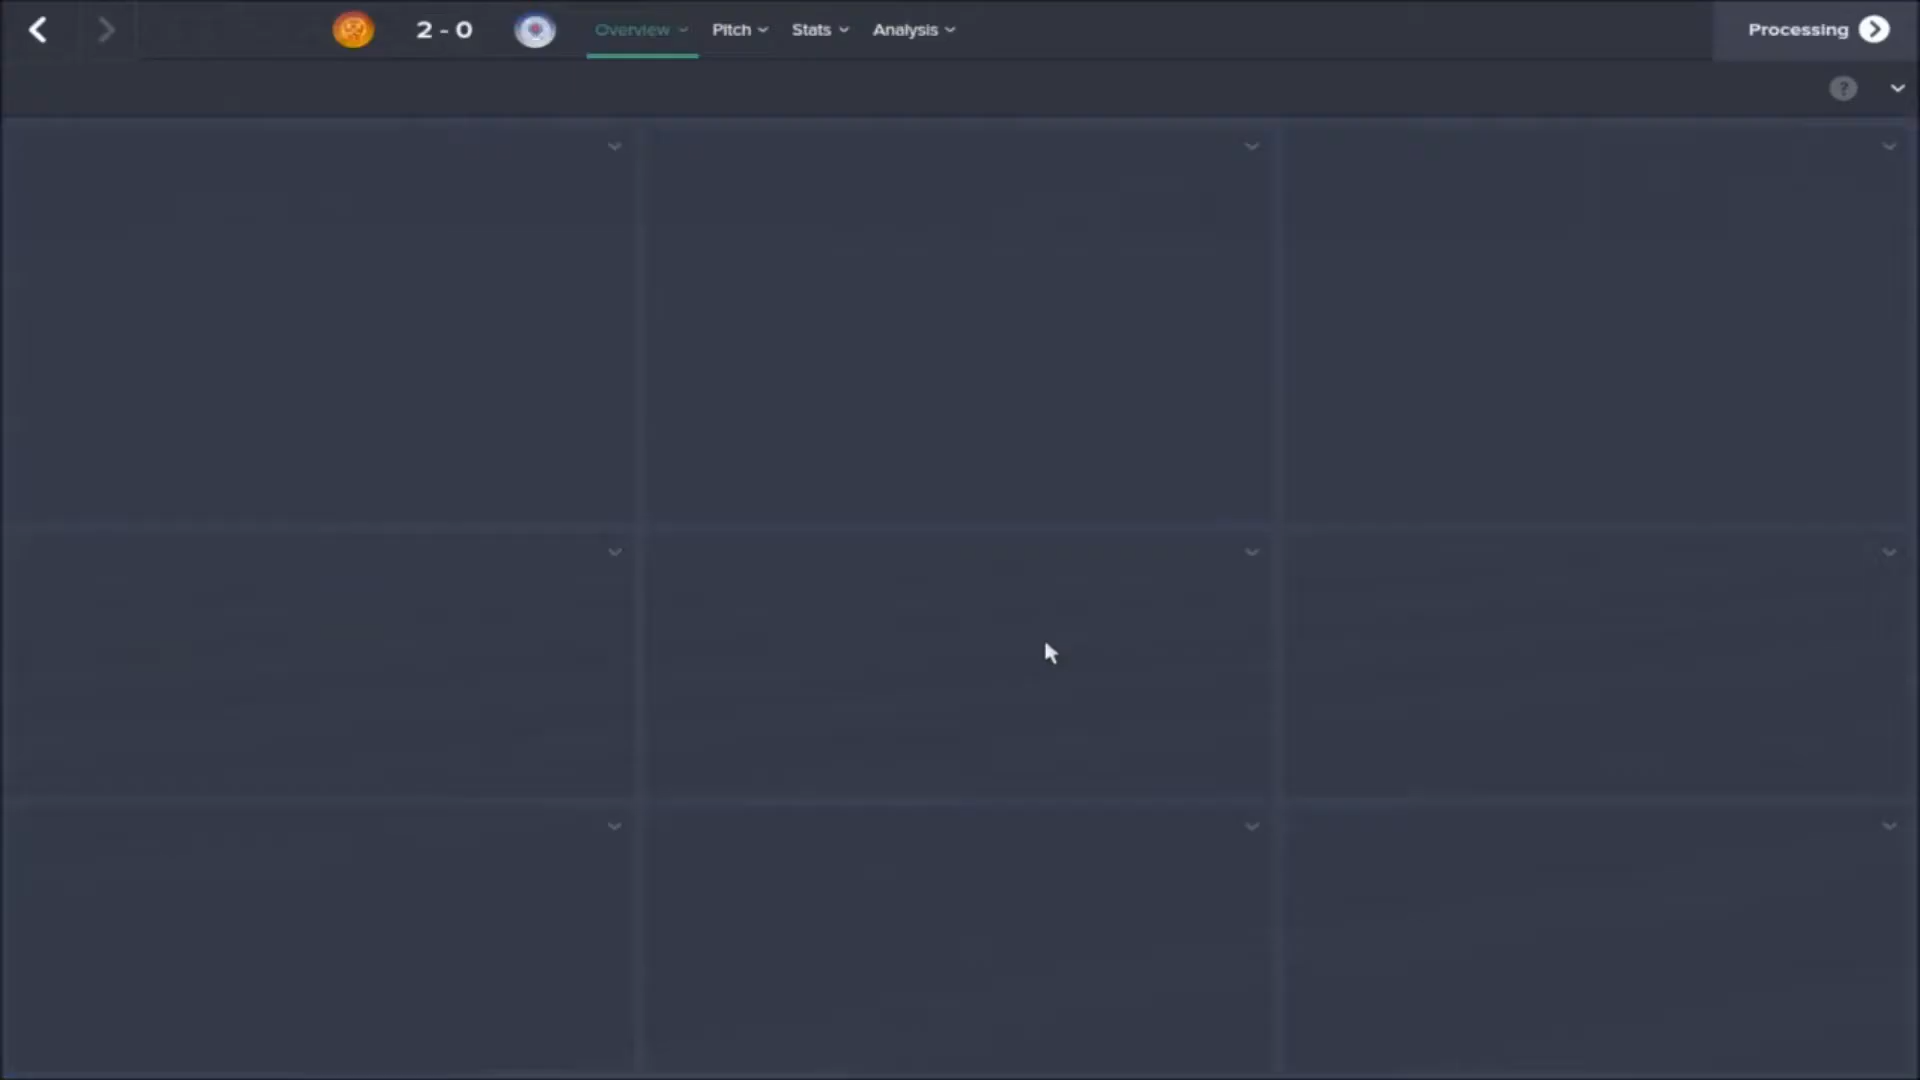 2 - 0
Overview
Pitch
Stats
Analysis
Processing
?